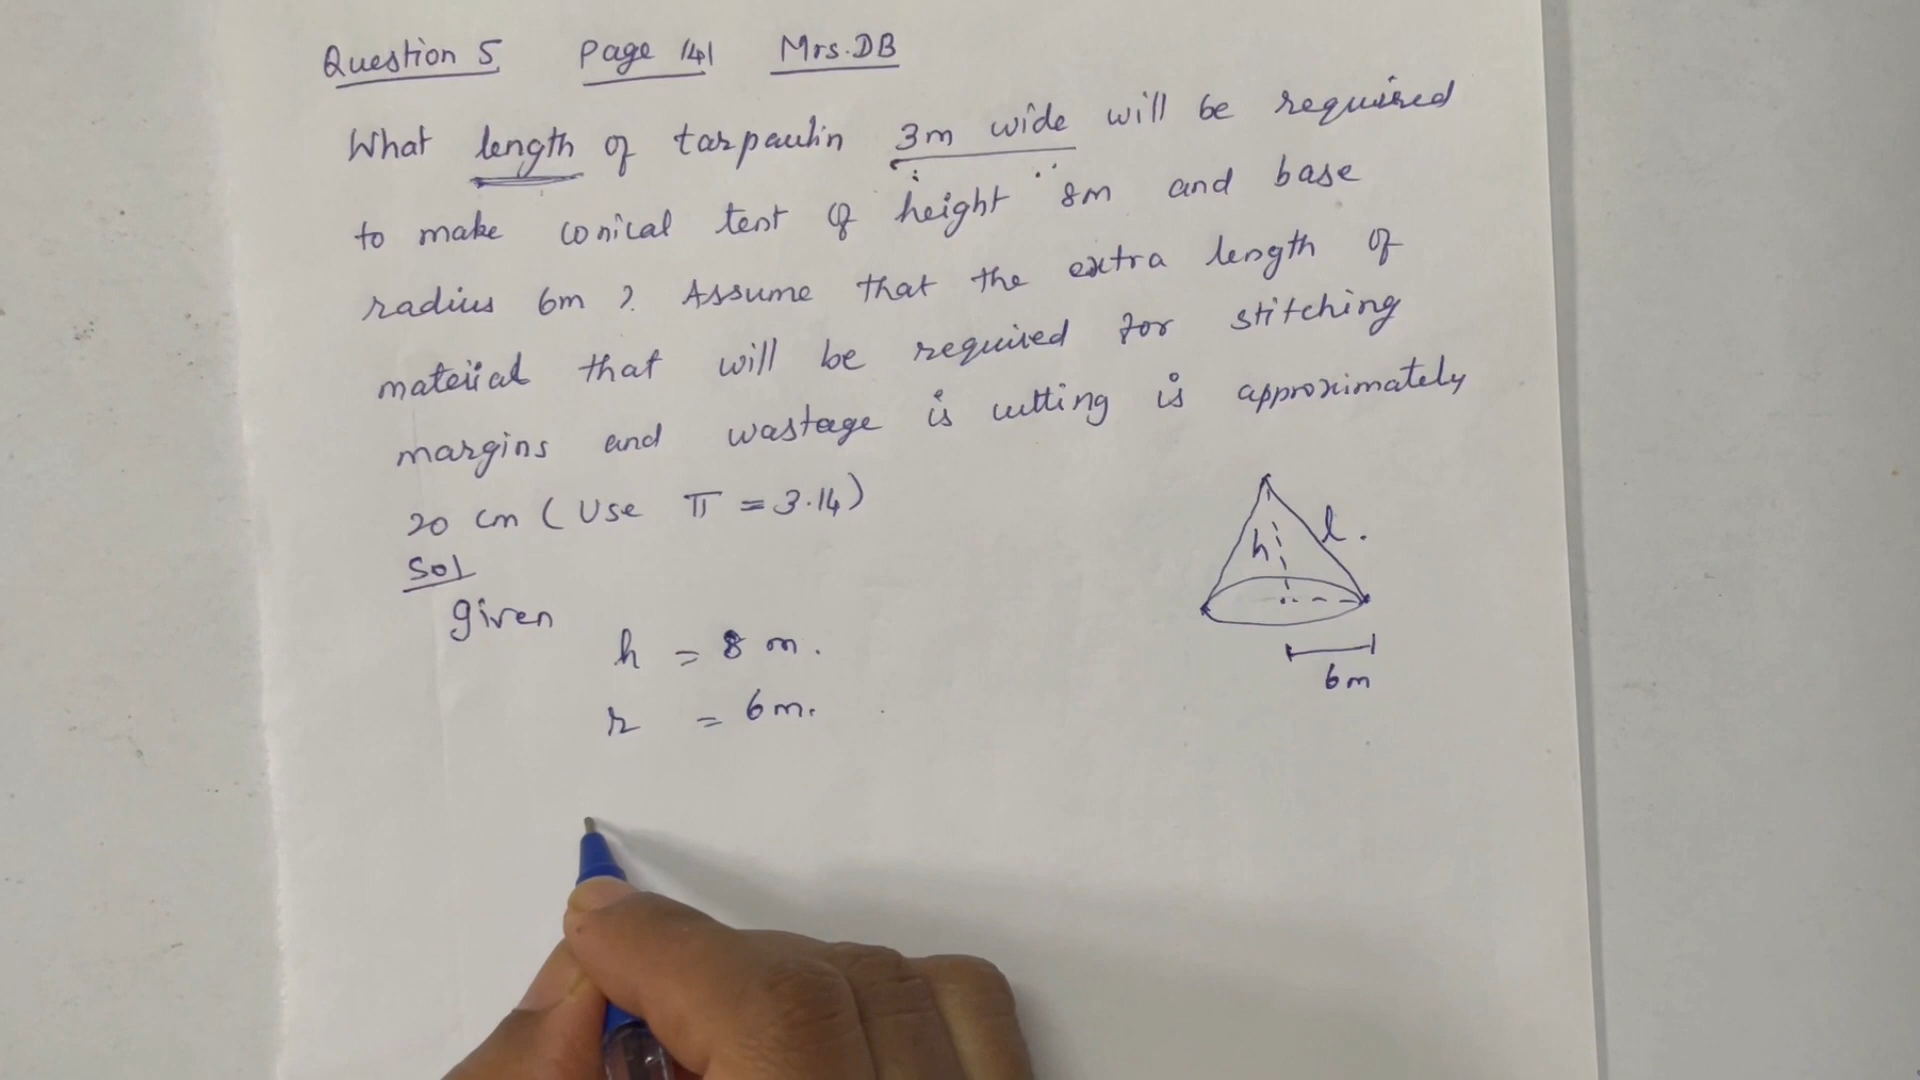 Question 5 Page 141 Mrs.DB
What length of tarpaulin 3m wide will be required
to make conical tent of height 8m and base
radius 6m ? Assume that the extra length of
material that will be required for stitching
margins and wastage is cutting is approximately
20 cm (Use π = 3.14)
Sol
given
h = 8 m.
r = 6m.
h l.
6m